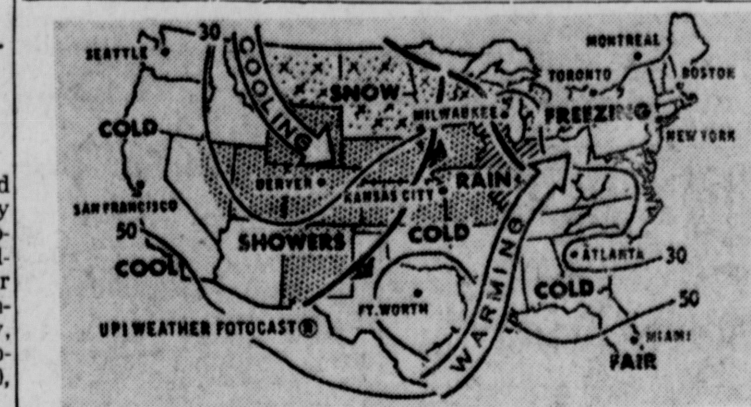 30
COOLING
SEATTLE
MONTREAL
TORONTO
BOSTON
SNOW
MILWAUKEE
FREEZING
NEW YORK
COLD
DENVER
KANSAS CITY
RAIN
SAN FRANCISCO
50
SHOWERS
COLD
COOL
ATLANTA
30
WARMING
COLD
FT. WORTH
50
UPI WEATHER FOTOCAST®
MIAMI
FAIR